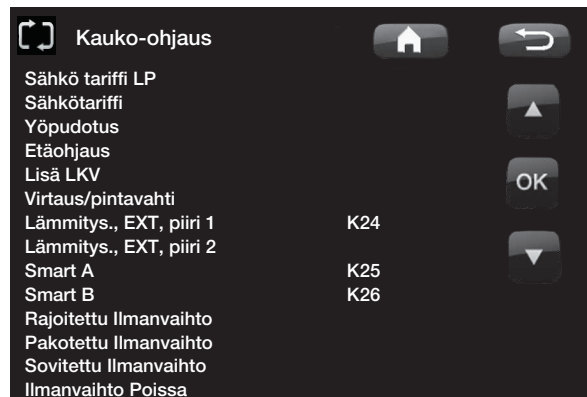 Kauko-ohjaus
Sähkö tariffi LP
Sähkötariffi
Yöpudotus
Etäohjaus
Lisä LKV
OK
Virtaus/pintavahti
Lämmitys., EXT, piiri 1 K24
Lämmitys., EXT, piiri 2
Smart A K25
Smart B K26
Rajoitettu Ilmanvaihto
Pakotettu Ilmanvaihto
Sovitettu Ilmanvaihto
Ilmanvaihto Poissa